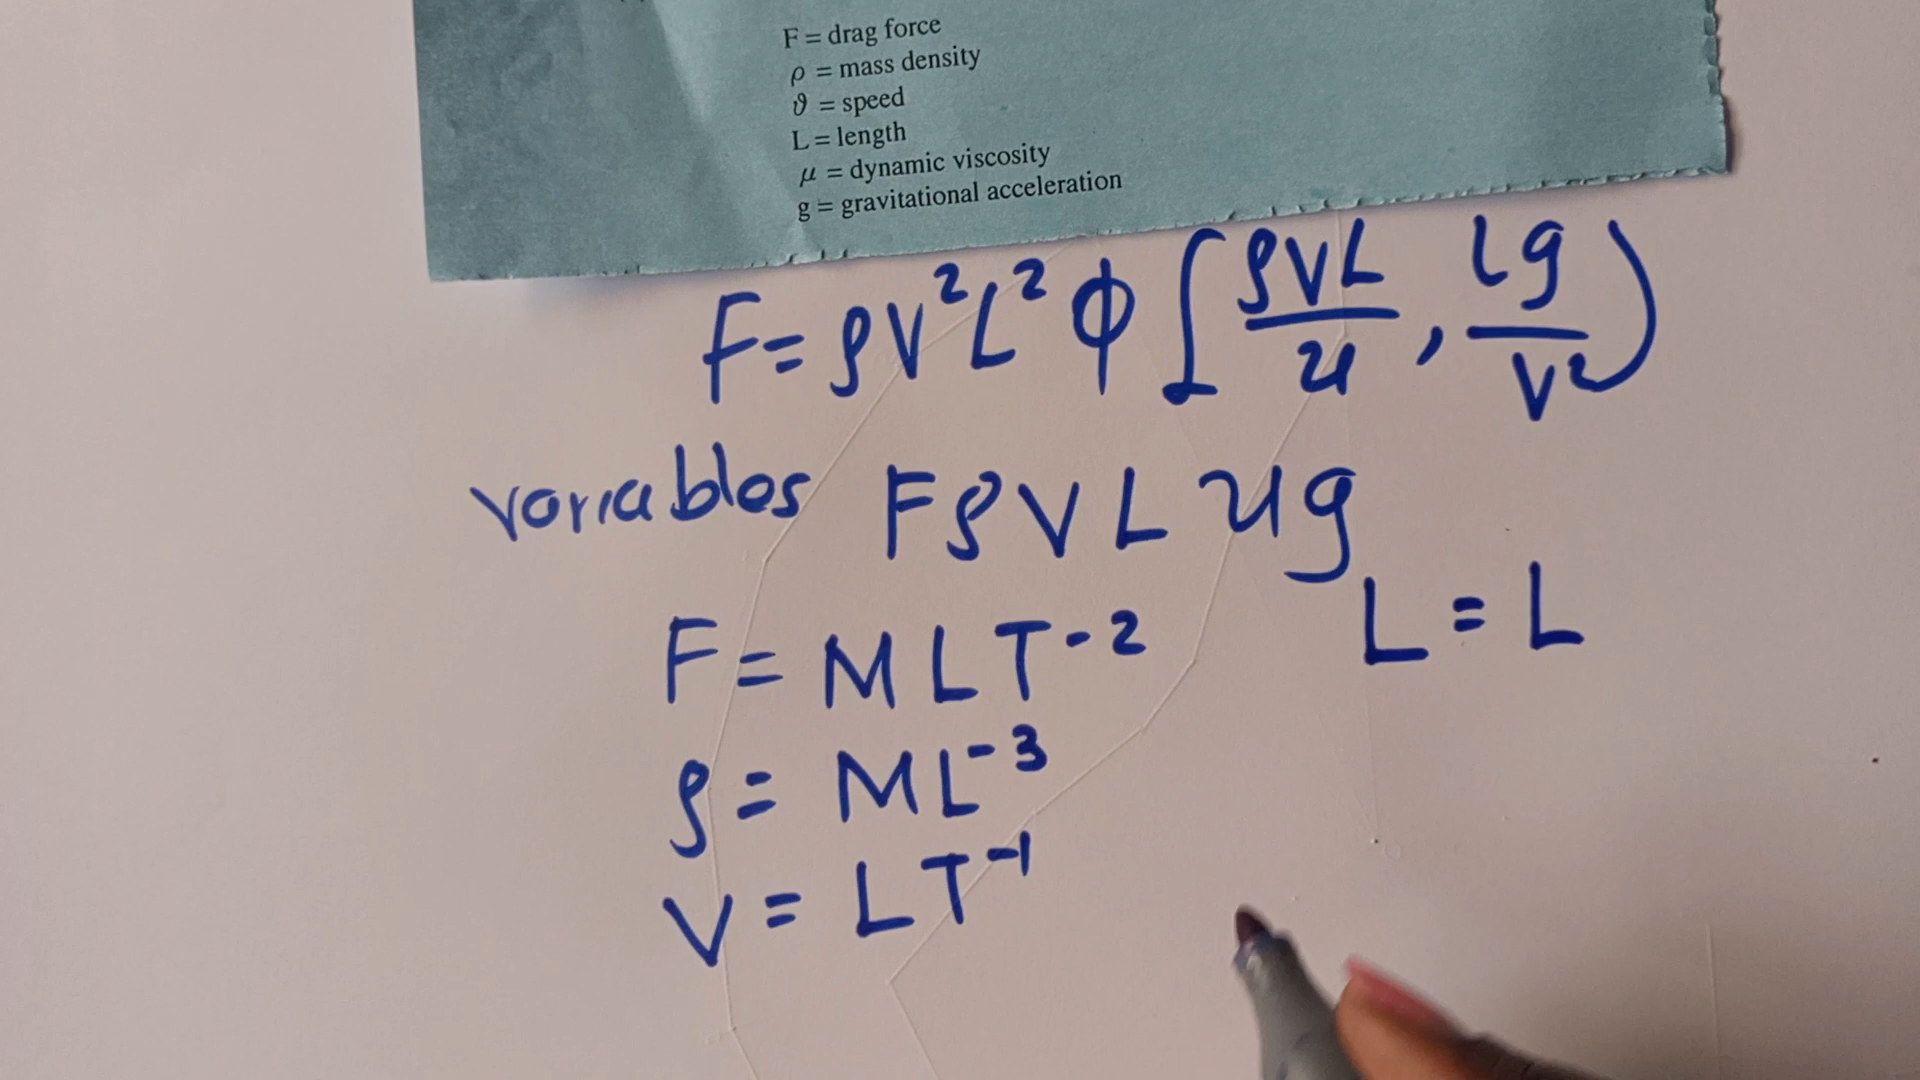 F = drag force
ρ = mass density
ϑ = speed
L = length
μ = dynamic viscosity
g = gravitational acceleration
F = ρV²L² Φ [ρVL/μ, Lg/V²)
variables F ρ V L μ g
L = L
F = MLT⁻²
ρ = ML⁻³
V = LT⁻¹